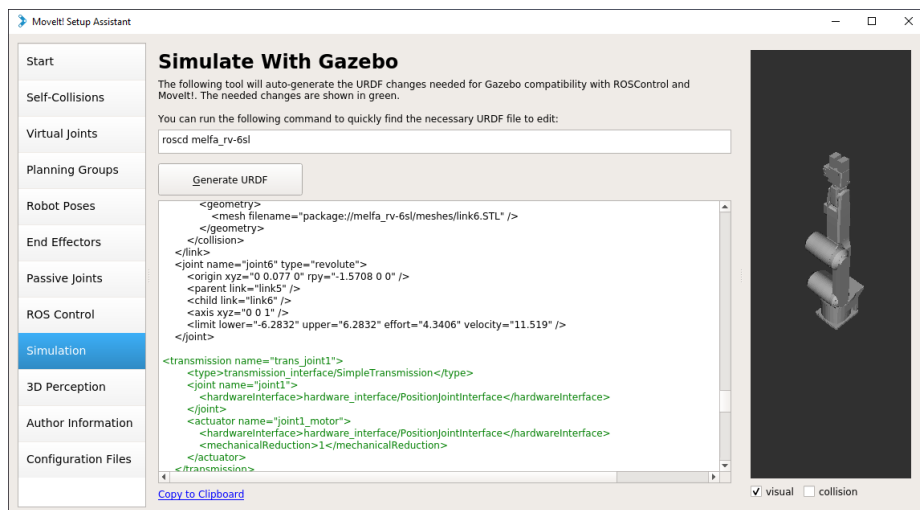 MoveIt! Setup Assistant
Start
Self-Collisions
Virtual Joints
Planning Groups
Robot Poses
End Effectors
Passive Joints
ROS Control
Simulation
3D Perception
Author Information
Configuration Files
Simulate With Gazebo
The following tool will auto-generate the URDF changes needed for Gazebo compatibility with ROSControl and
MoveIt!. The needed changes are shown in green.
You can run the following command to quickly find the necessary URDF file to edit:
roscd melfa_rv-6sl
Generate URDF
<geometry>
<mesh filename="package://melfa_rv-6sl/meshes/link6.STL" />
</geometry>
</collision>
</link>
<joint name="joint6" type="revolute">
<origin xyz="0 0.077 0" rpy="-1.5708 0 0" />
<parent link="link5" />
<child link="link6" />
<axis xyz="0 0 1" />
<limit lower="-6.2832" upper="6.2832" effort="4.3406" velocity="11.519" />
</joint>
<transmission name="trans_joint1">
<type>transmission_interface/SimpleTransmission</type>
<joint name="joint1">
<hardwareInterface>hardware_interface/PositionJointInterface</hardwareInterface>
</joint>
<actuator name="joint1_motor">
<hardwareInterface>hardware_interface/PositionJointInterface</hardwareInterface>
<mechanicalReduction>1</mechanicalReduction>
</actuator>
</transmission>
Copy to Clipboard
visual
collision